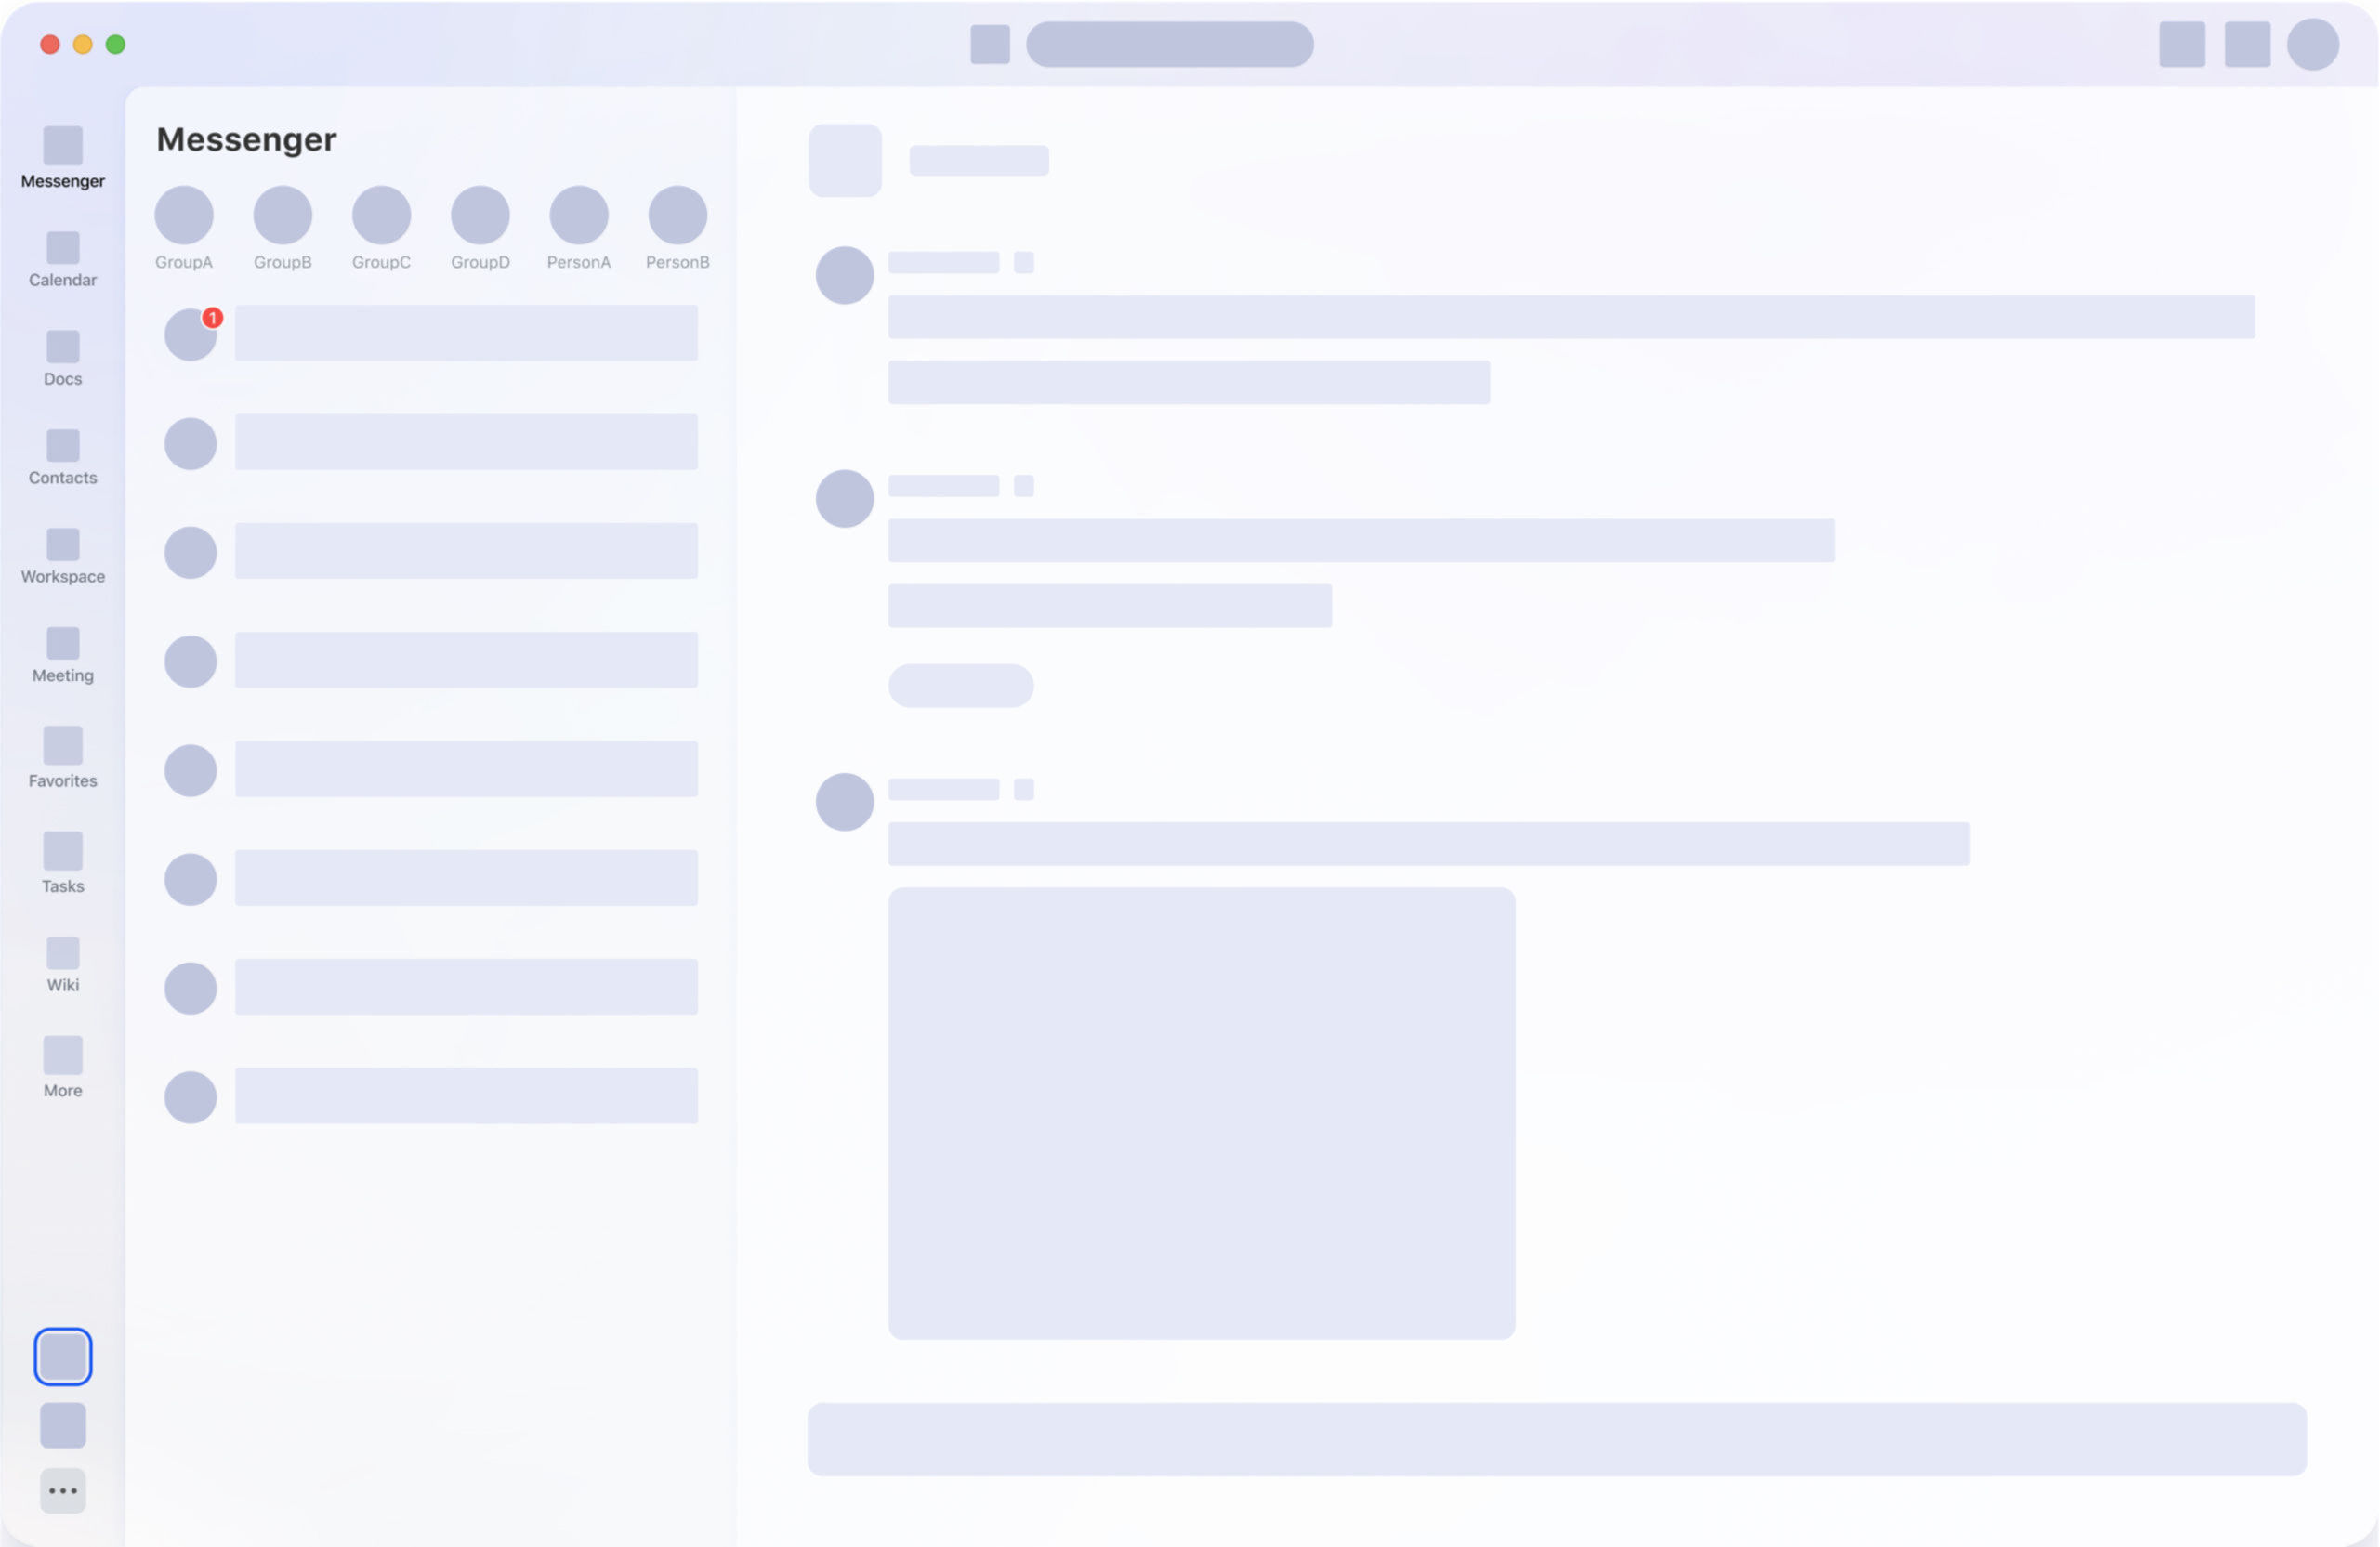 Messenger
Calendar
Docs
Contacts
Workspace
Meeting
Favorites
Tasks
Wiki
More
Messenger
GroupA GroupB GroupC GroupD PersonA PersonB
1